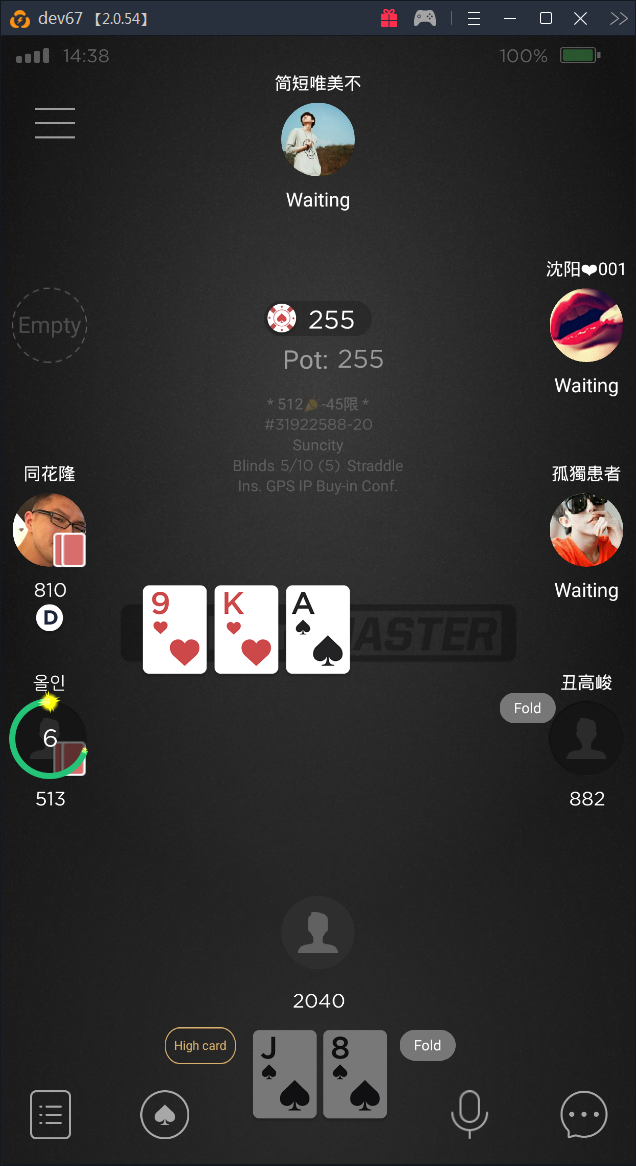 dev67 【2.0.54】
14:38
100%
简短唯美不
Waiting
沈阳❤001
Empty
255
Waiting
Pot: 255
* 512🎤-45限 *
#31922588-20
Suncity
Blinds 5/10 (5) Straddle
Ins. GPS IP Buy-in Conf.
同花隆
孤獨患者
810
Waiting
D
9
K
A
ASTER
올인
丑高峻
Fold
6
513
882
2040
High card
J
8
Fold